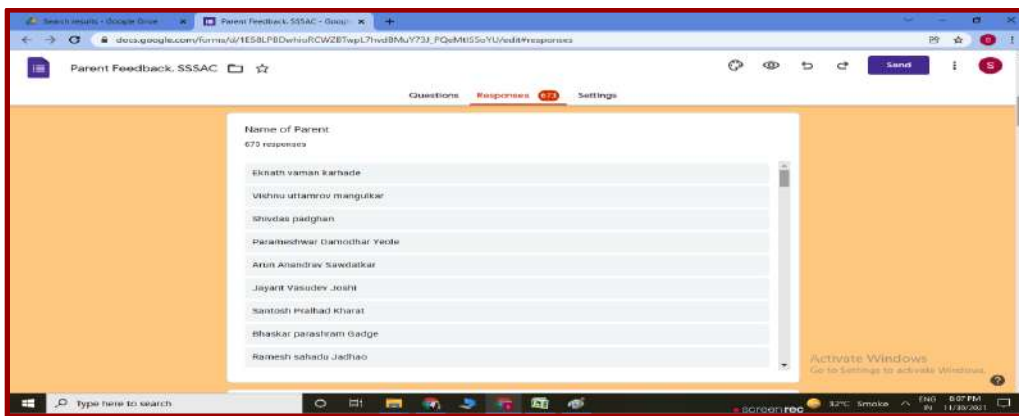 Search results - Google Drive
Parent Feedback. SSSAC - Googl
Parent Feedback. SSSAC
Send
S
Questions
Responses
673
Settings
Name of Parent
673 responses
Eknath vaman karhade
Vishnu uttamrov mangulkar
Shivdas padghan
Parameshwar Damodhar Yeole
Arun Anandrav Sawdatkar
Jayant Vasudev Joshi
Santosh Pralhad Kharat
Bhaskar parashram Gadge
Ramesh sahadu Jadhao
Activate Windows
Go to Settings to activate Windows.
Type here to search
screenrec
32°C Smoke
ENG
IN
6:07 PM
11/30/2021